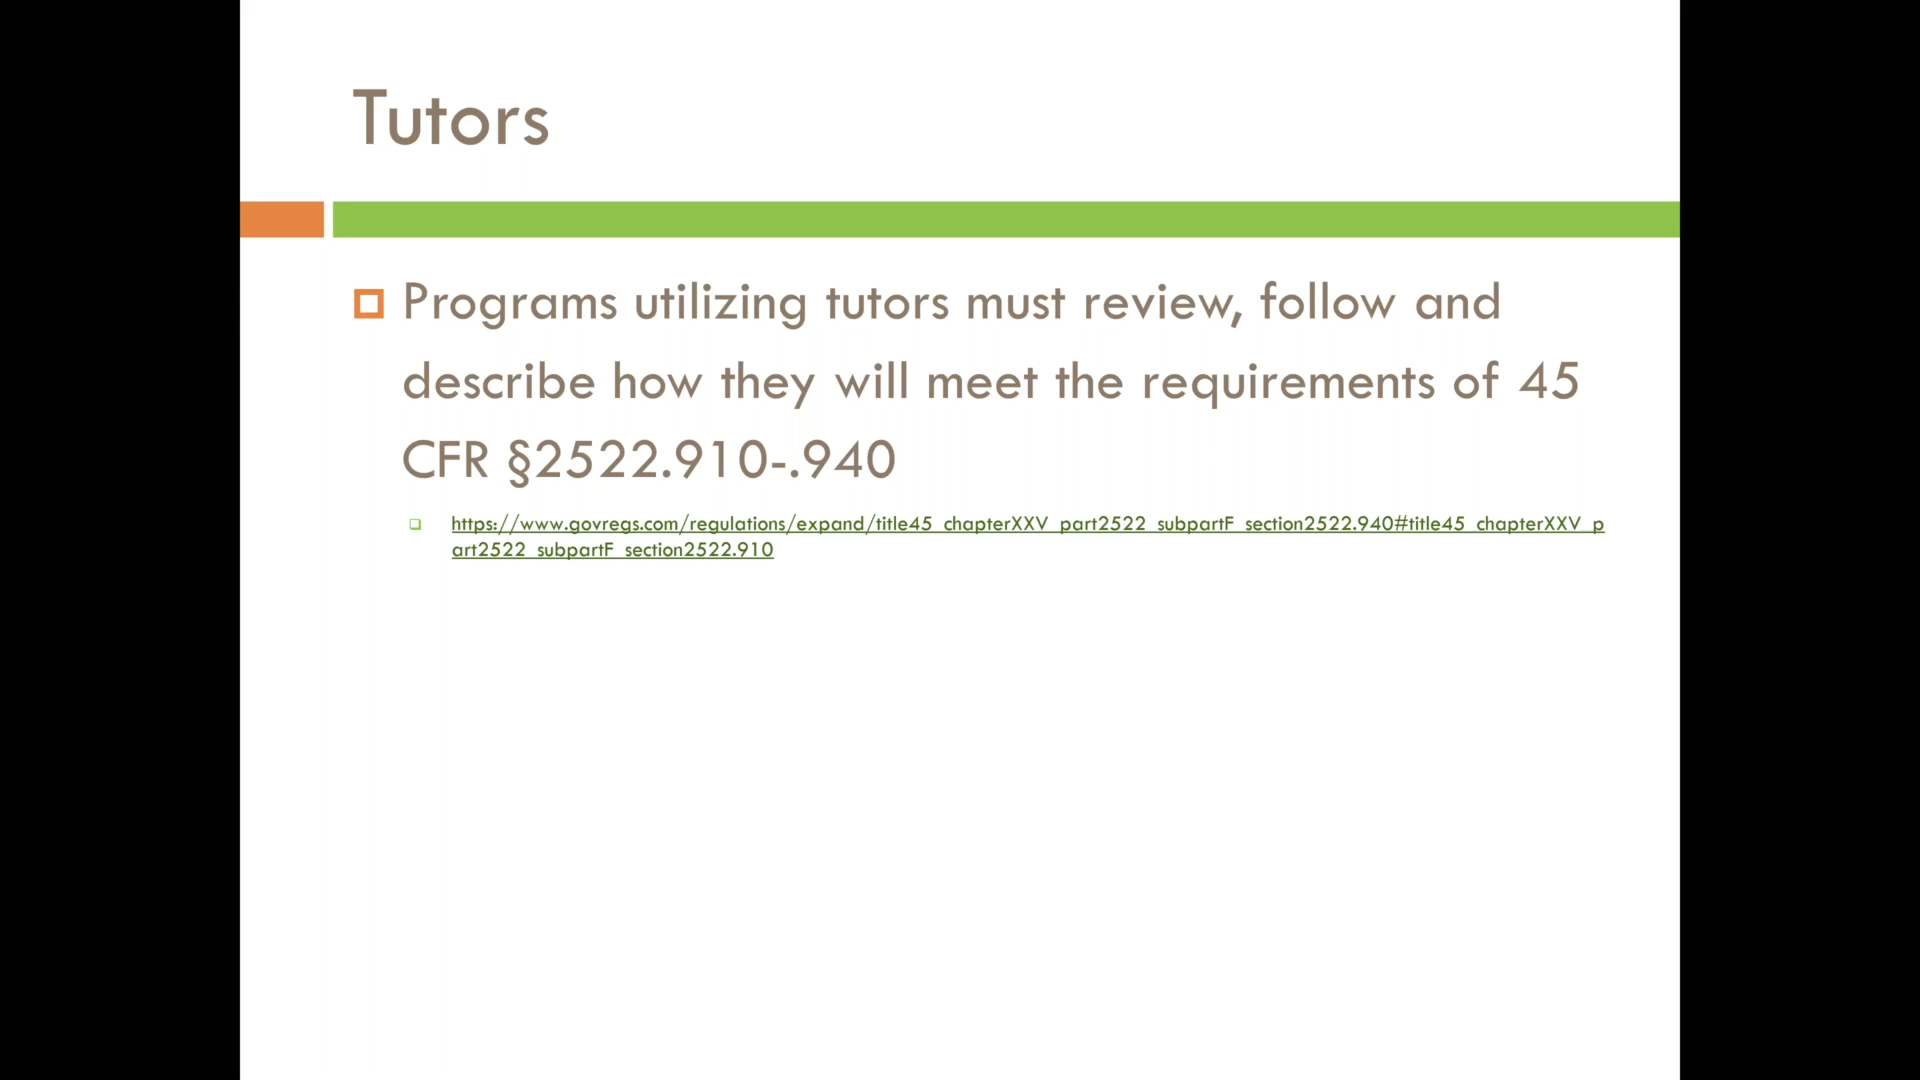 Tutors
Programs utilizing tutors must review, follow and
describe how they will meet the requirements of 45
CFR §2522.910-.940
https://www.govregs.com/regulations/expand/title45_chapterXXV_part2522_subpartF_section2522.940#title45_chapterXXV_p
art2522_subpartF_section2522.910